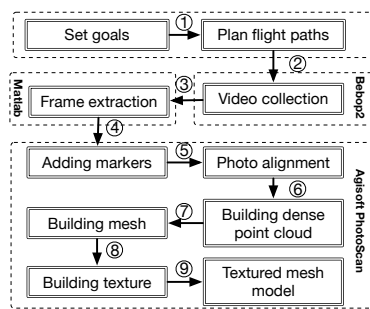 ①
Set goals
Plan flight paths
②
Matlab
③
Bebop2
Frame extraction
Video collection
④
Adding markers
⑤
Photo alignment
⑥
Agisoft PhotoScan
Building mesh
⑦
Building dense
point cloud
⑧
Building texture
⑨
Textured mesh
model